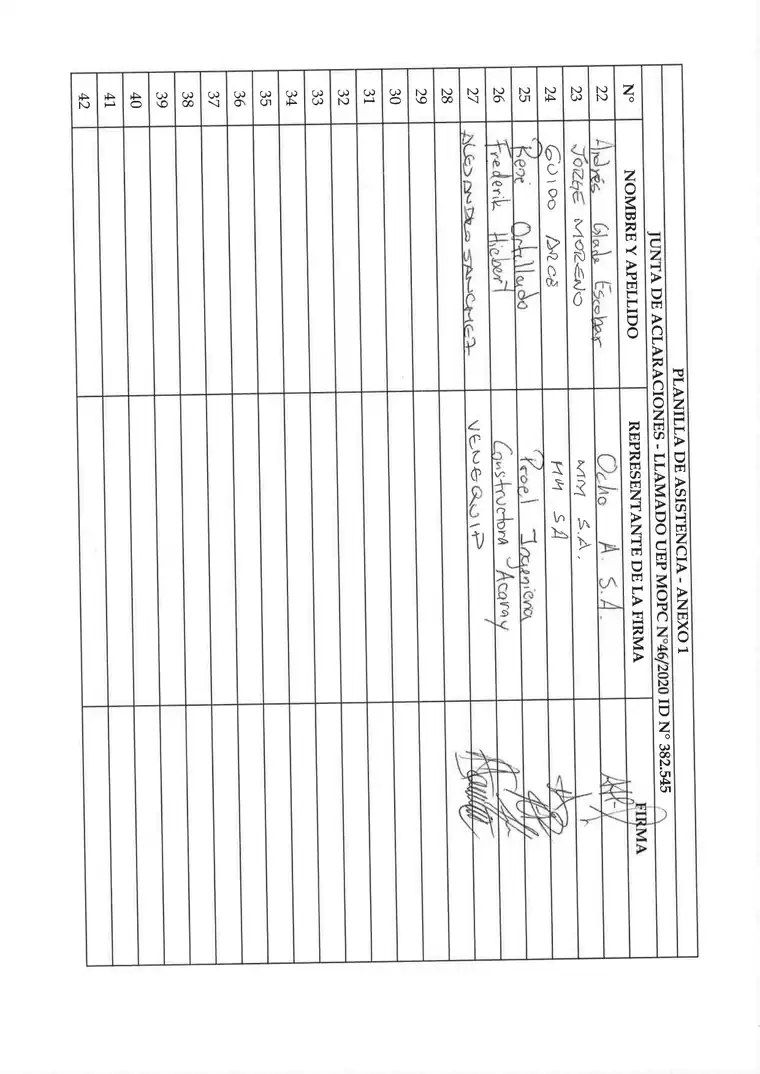 PLANILLA DE ASISTENCIA - ANEXO 1
JUNTA DE ACLARACIONES - LLAMADO UEP MOPC N°46/2020 ID N° 382.545
N° NOMBRE Y APELLIDO REPRESENTANTE DE LA FIRMA FIRMA
22 Andrés Glada Escobar Ocho A S.A.
23 JORGE MORENO MM S.A.
24 GUIDO ARCE MM SA
25 René Ortellado Proel Ingenieria
26 Frederik Hiebert Constructora Acaray
27 ALEJANDRO SANCHEZ VENEQUIP
28
29
30
31
32
33
34
35
36
37
38
39
40
41
42